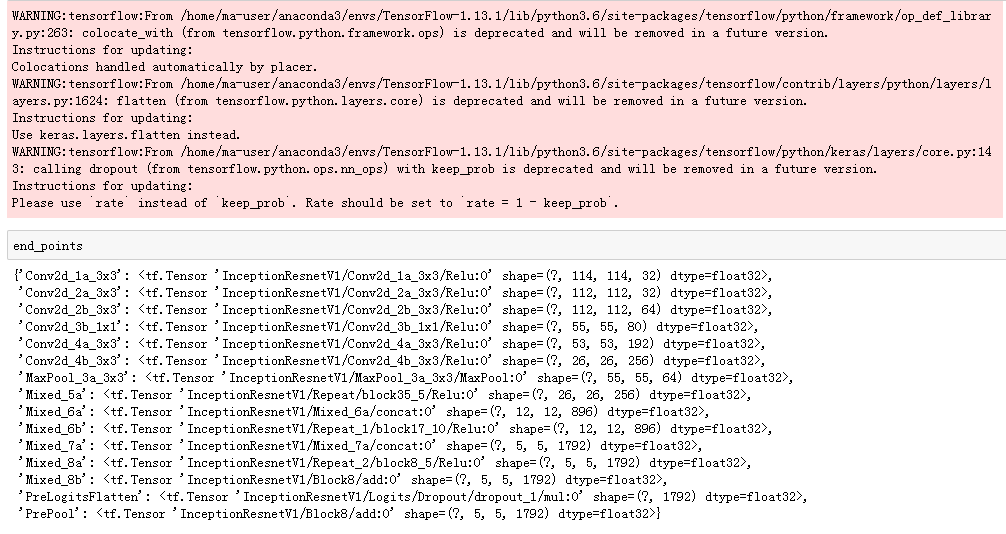 WARNING:tensorflow:From /home/ma-user/anaconda3/envs/TensorFlow-1.13.1/lib/python3.6/site-packages/tensorflow/python/framework/op_def_librar
y.py:263: colocate_with (from tensorflow.python.framework.ops) is deprecated and will be removed in a future version.
Instructions for updating:
Colocations handled automatically by placer.
WARNING:tensorflow:From /home/ma-user/anaconda3/envs/TensorFlow-1.13.1/lib/python3.6/site-packages/tensorflow/contrib/layers/python/layers/l
ayers.py:1624: flatten (from tensorflow.python.layers.core) is deprecated and will be removed in a future version.
Instructions for updating:
Use keras.layers.flatten instead.
WARNING:tensorflow:From /home/ma-user/anaconda3/envs/TensorFlow-1.13.1/lib/python3.6/site-packages/tensorflow/python/keras/layers/core.py:14
3: calling dropout (from tensorflow.python.ops.nn_ops) with keep_prob is deprecated and will be removed in a future version.
Instructions for updating:
Please use `rate` instead of `keep_prob`. Rate should be set to `rate = 1 - keep_prob`.
end_points
{'Conv2d_1a_3x3': <tf.Tensor 'InceptionResnetV1/Conv2d_1a_3x3/Relu:0' shape=(?, 114, 114, 32) dtype=float32>,
'Conv2d_2a_3x3': <tf.Tensor 'InceptionResnetV1/Conv2d_2a_3x3/Relu:0' shape=(?, 112, 112, 32) dtype=float32>,
'Conv2d_2b_3x3': <tf.Tensor 'InceptionResnetV1/Conv2d_2b_3x3/Relu:0' shape=(?, 112, 112, 64) dtype=float32>,
'Conv2d_3b_1x1': <tf.Tensor 'InceptionResnetV1/Conv2d_3b_1x1/Relu:0' shape=(?, 55, 55, 80) dtype=float32>,
'Conv2d_4a_3x3': <tf.Tensor 'InceptionResnetV1/Conv2d_4a_3x3/Relu:0' shape=(?, 53, 53, 192) dtype=float32>,
'Conv2d_4b_3x3': <tf.Tensor 'InceptionResnetV1/Conv2d_4b_3x3/Relu:0' shape=(?, 26, 26, 256) dtype=float32>,
'MaxPool_3a_3x3': <tf.Tensor 'InceptionResnetV1/MaxPool_3a_3x3/MaxPool:0' shape=(?, 55, 55, 64) dtype=float32>,
'Mixed_5a': <tf.Tensor 'InceptionResnetV1/Repeat/block35_5/Relu:0' shape=(?, 26, 26, 256) dtype=float32>,
'Mixed_6a': <tf.Tensor 'InceptionResnetV1/Mixed_6a/concat:0' shape=(?, 12, 12, 896) dtype=float32>,
'Mixed_6b': <tf.Tensor 'InceptionResnetV1/Repeat_1/block17_10/Relu:0' shape=(?, 12, 12, 896) dtype=float32>,
'Mixed_7a': <tf.Tensor 'InceptionResnetV1/Mixed_7a/concat:0' shape=(?, 5, 5, 1792) dtype=float32>,
'Mixed_8a': <tf.Tensor 'InceptionResnetV1/Repeat_2/block8_5/Relu:0' shape=(?, 5, 5, 1792) dtype=float32>,
'Mixed_8b': <tf.Tensor 'InceptionResnetV1/Block8/add:0' shape=(?, 5, 5, 1792) dtype=float32>,
'PreLogitsFlatten': <tf.Tensor 'InceptionResnetV1/Logits/Dropout/dropout_1/mul:0' shape=(?, 1792) dtype=float32>,
'PrePool': <tf.Tensor 'InceptionResnetV1/Block8/add:0' shape=(?, 5, 5, 1792) dtype=float32>}